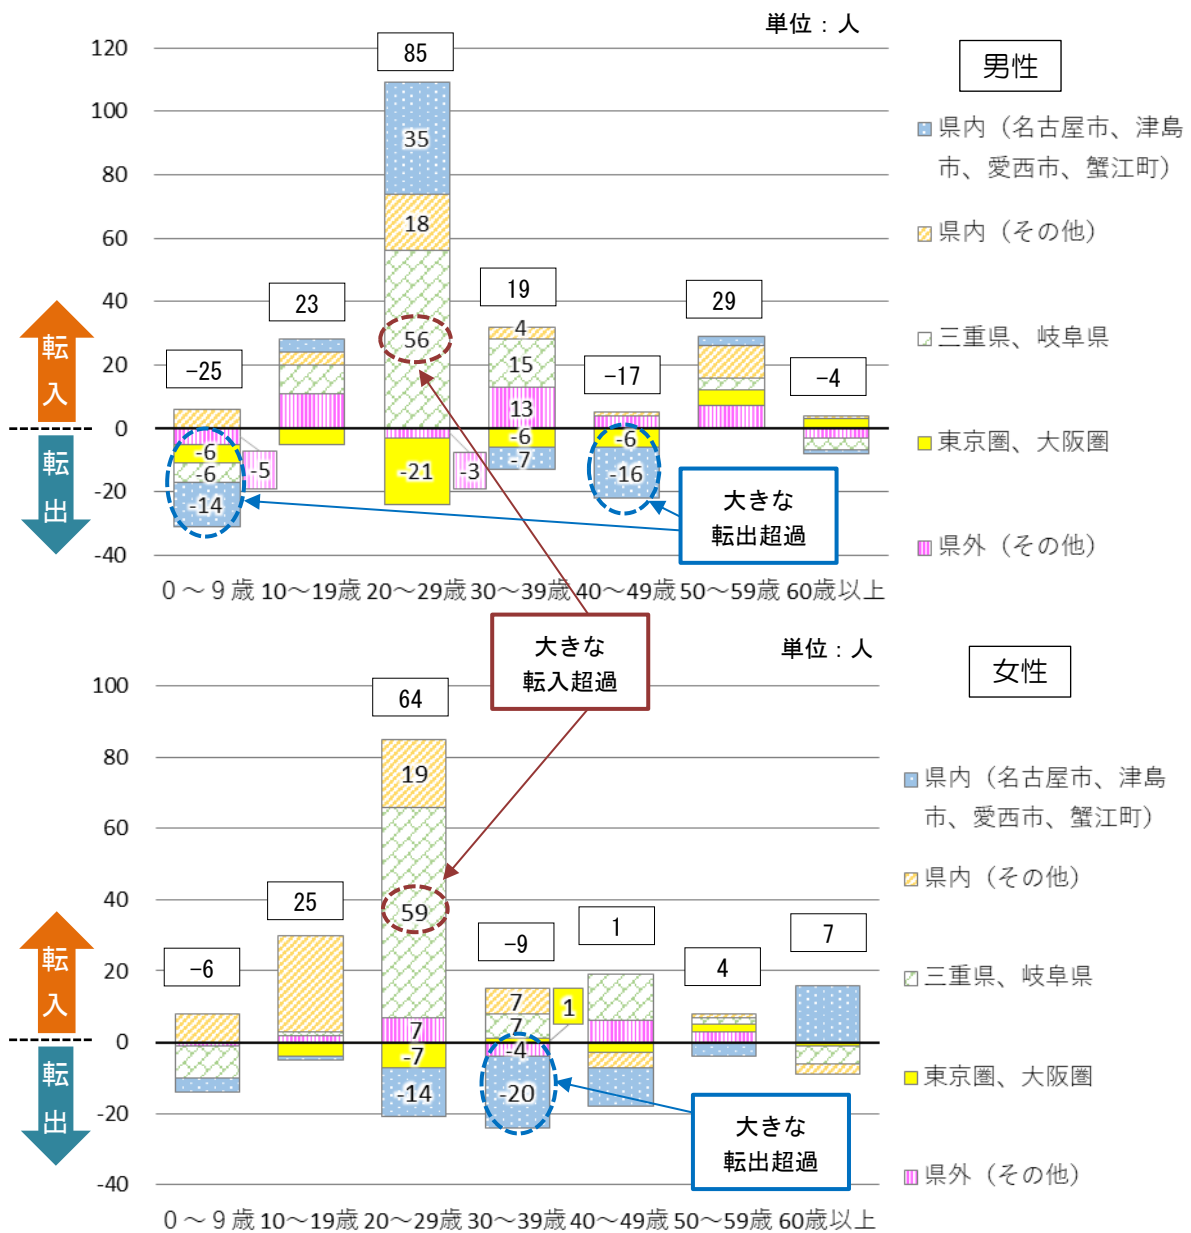 単位：人
男性
120
100
80
60
40
20
0
-20
-40
転入
転出
-25
23
85
19
-17
29
-4
35
18
56
-21
-3
-6
-6
-14
-5
4
15
13
-6
-7
-6
-16
大きな
転出超過
0～9歳 10～19歳 20～29歳 30～39歳 40～49歳 50～59歳 60歳以上
県内（名古屋市、津島
市、愛西市、蟹江町）
県内（その他）
三重県、岐阜県
東京圏、大阪圏
県外（その他）
大きな
転入超過
単位：人
女性
100
80
60
40
20
0
-20
-40
転入
転出
-6
25
64
-9
1
4
7
19
59
7
-7
-14
7
7
1
-4
-20
大きな
転出超過
0～9歳 10～19歳 20～29歳 30～39歳 40～49歳 50～59歳 60歳以上
県内（名古屋市、津島
市、愛西市、蟹江町）
県内（その他）
三重県、岐阜県
東京圏、大阪圏
県外（その他）